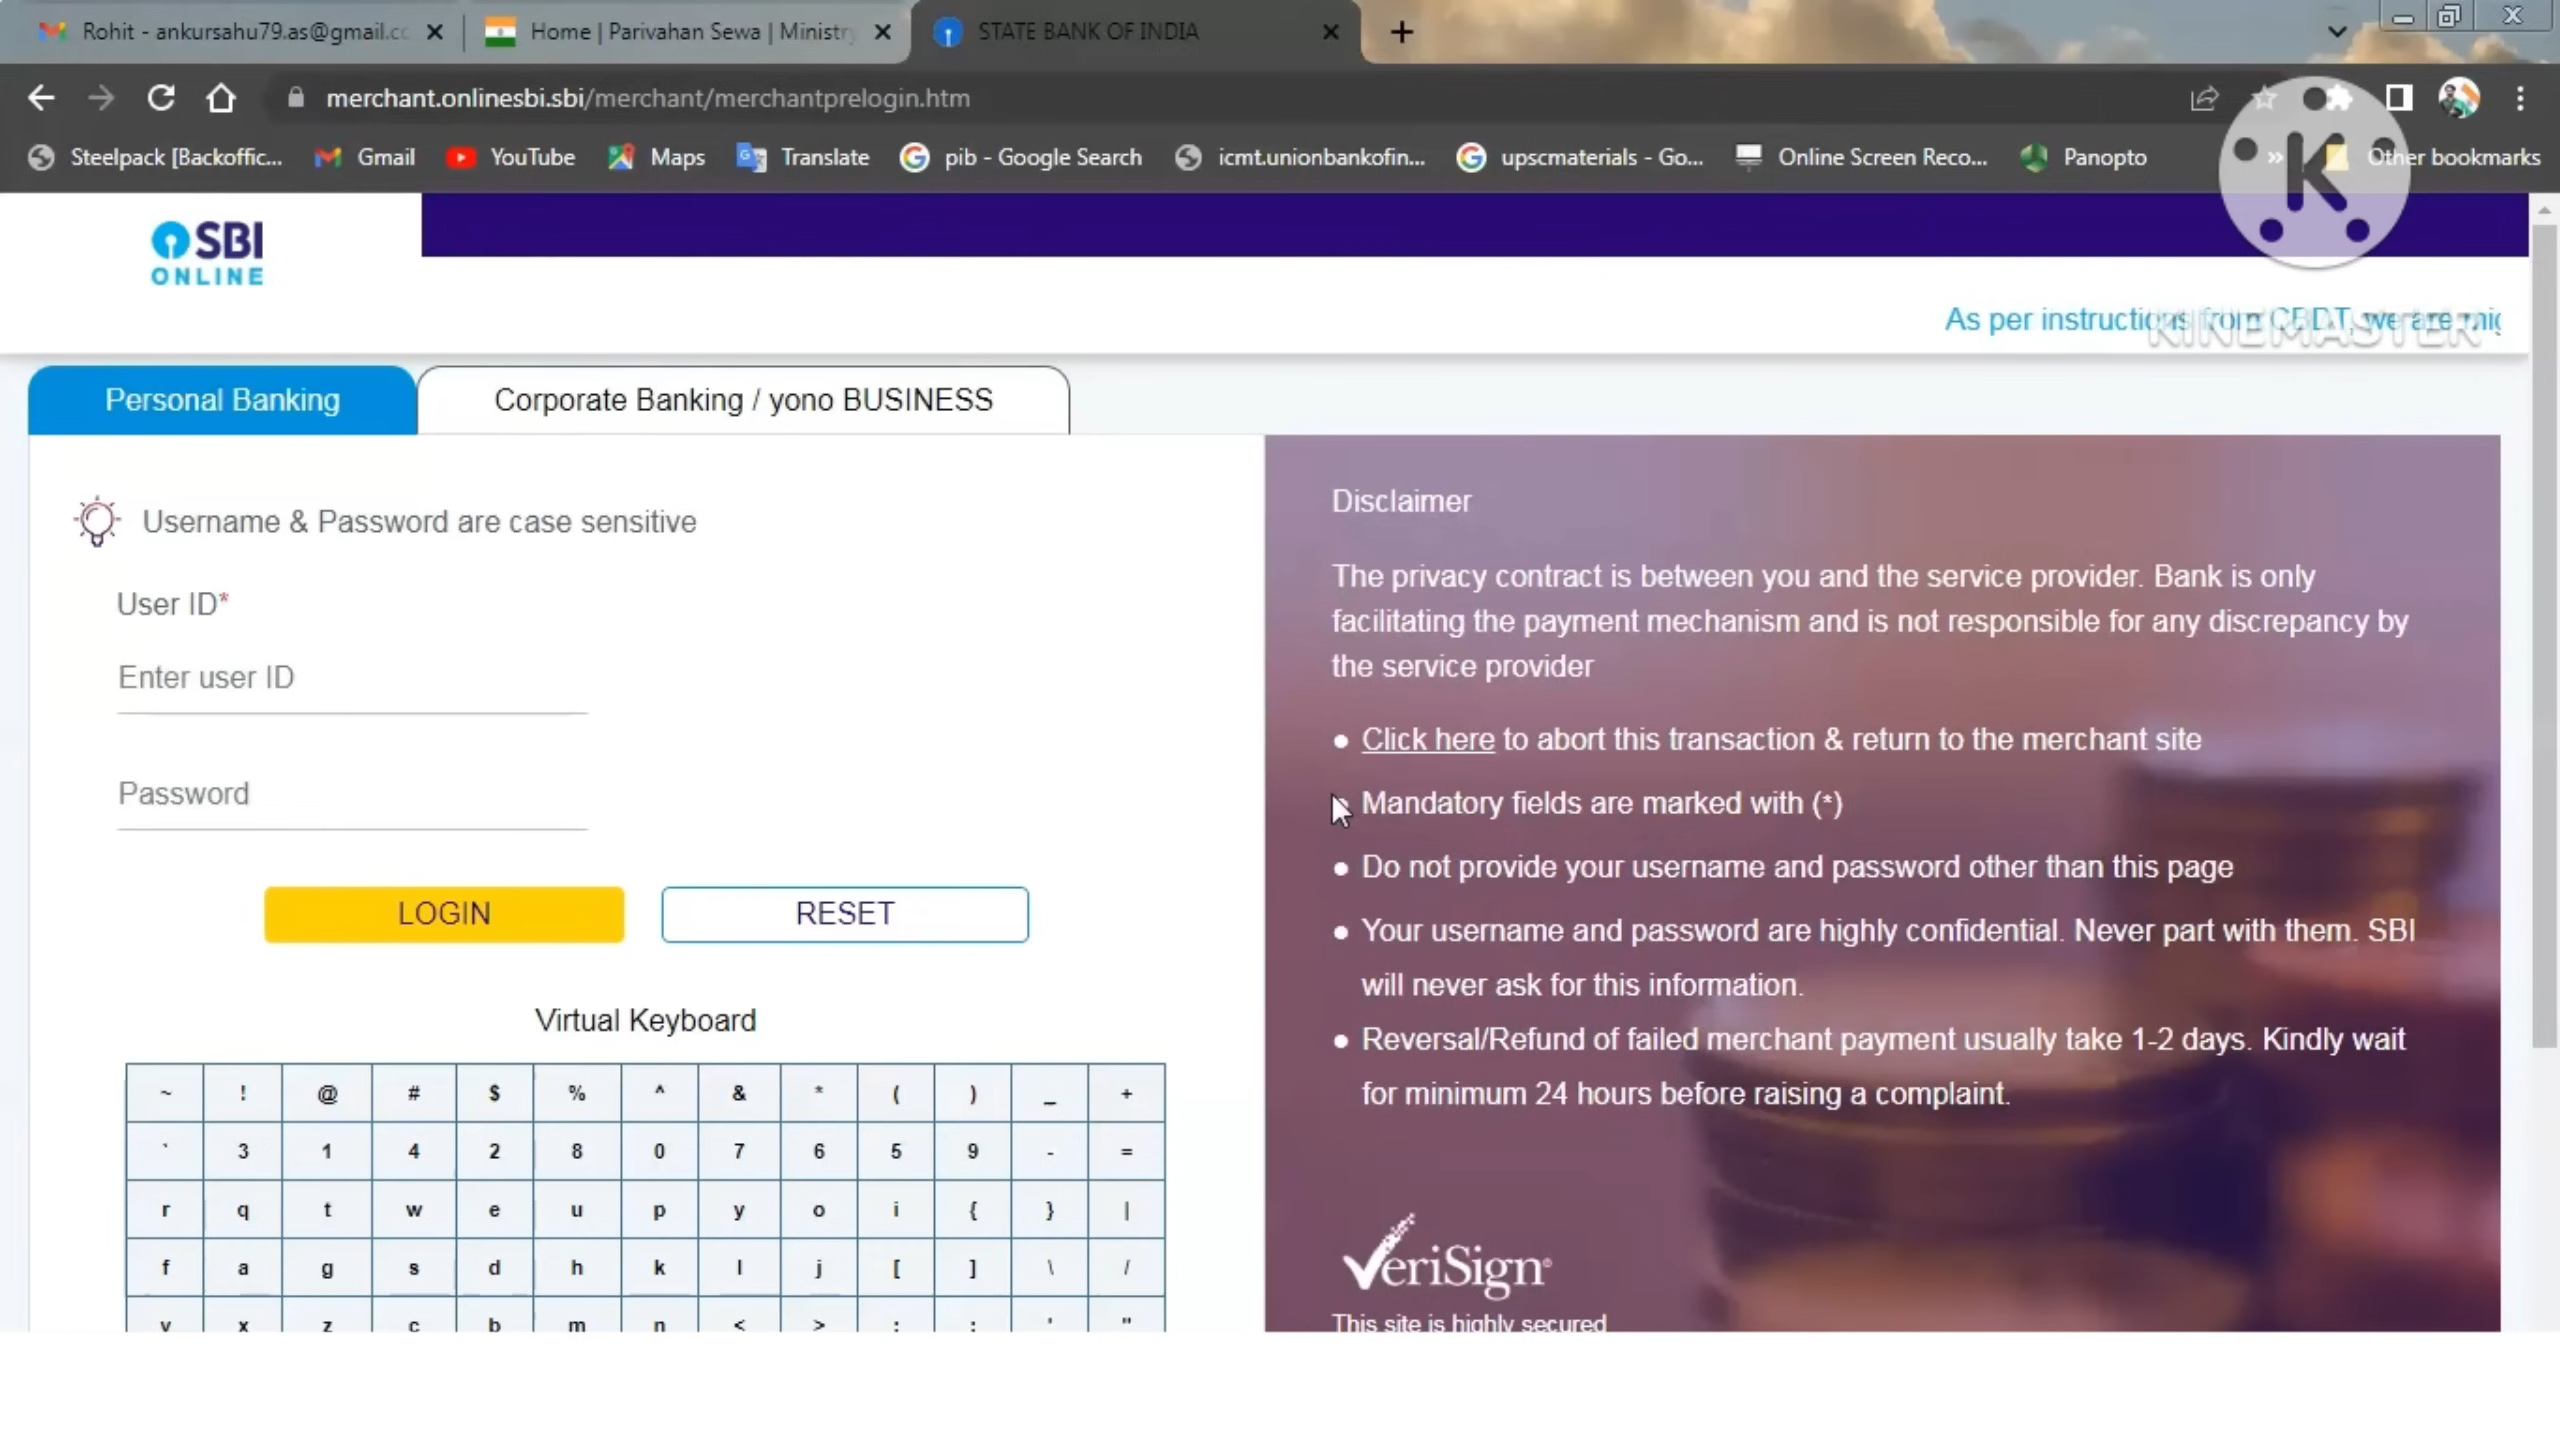 Rohit - ankursahu79.as@gmail.cc
Home | Parivahan Sewa | Ministry
STATE BANK OF INDIA
merchant.onlinesbi.sbi/merchant/merchantprelogin.htm
Steelpack [Backoffic... Gmail YouTube Maps Translate pib - Google Search icmt.unionbankofin... upscmaterials - Go... Online Screen Reco... Panopto » Other bookmarks
K
SBI
ONLINE
As per instructions from CBDT, we are mig
KINEMASTER
Personal Banking
Corporate Banking / yono BUSINESS
Username & Password are case sensitive
User ID*
Enter user ID
Password
LOGIN
RESET
Virtual Keyboard
~ ! @ # $ % ^ & * ( ) _ +
` 3 1 4 2 8 0 7 6 5 9 - =
r q t w e u p y o i { } |
f a g s d h k l j [ ] \ /
v x z c b m n < > : ; ' "
Disclaimer
The privacy contract is between you and the service provider. Bank is only
facilitating the payment mechanism and is not responsible for any discrepancy by
the service provider
• Click here to abort this transaction & return to the merchant site
• Mandatory fields are marked with (*)
• Do not provide your username and password other than this page
• Your username and password are highly confidential. Never part with them. SBI
will never ask for this information.
• Reversal/Refund of failed merchant payment usually take 1-2 days. Kindly wait
for minimum 24 hours before raising a complaint.
VeriSign
This site is highly secured